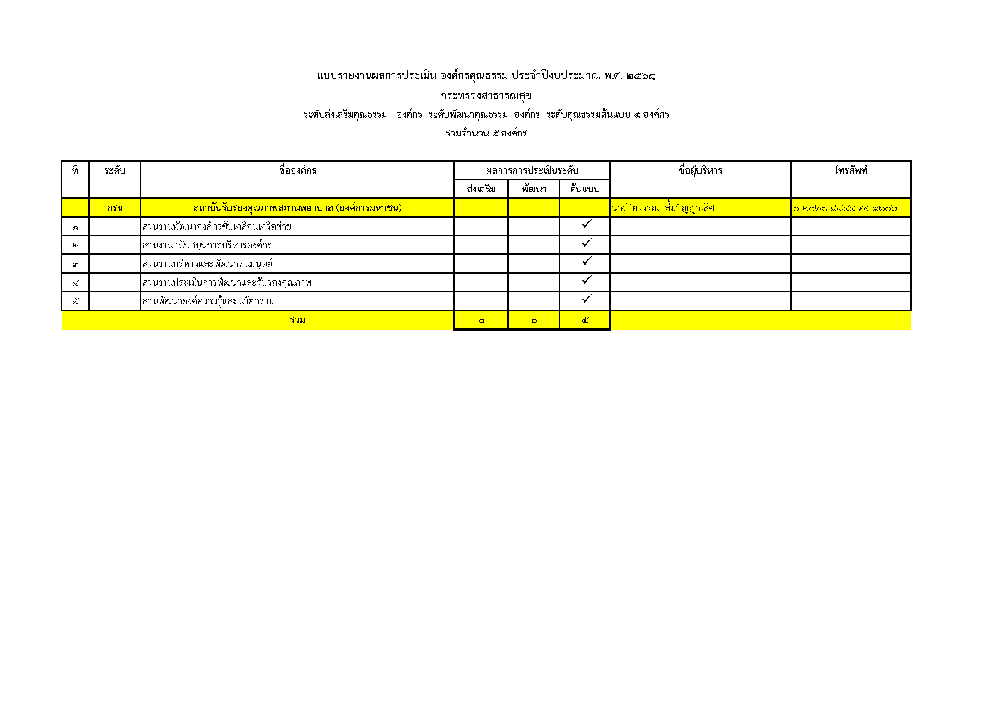 แบบรายงานผลการประเมิน องค์กรคุณธรรม ประจำปีงบประมาณ พ.ศ. ๒๕๖๘
กระทรวงสาธารณสุข
ระดับส่งเสริมคุณธรรม องค์กร ระดับพัฒนาคุณธรรม องค์กร ระดับคุณธรรมต้นแบบ ๕ องค์กร
รวมจำนวน ๕ องค์กร
ที่ ระดับ ชื่อองค์กร ผลการการประเมินระดับ ชื่อผู้บริหาร โทรศัพท์
ส่งเสริม พัฒนา ต้นแบบ
กรม สถาบันรับรองคุณภาพสถานพยาบาล (องค์การมหาชน) นางปิยวรรณ ลิ้มปัญญาเลิศ ๐ ๒๐๒๗ ๘๘๔๔ ต่อ ๙๖๐๖
๑ ส่วนงานพัฒนาองค์กรขับเคลื่อนเครื่อข่าย ✓
๒ ส่วนงานสนับสนุนการบริหารองค์กร ✓
๓ ส่วนงานบริหารและพัฒนาทุนมนุษย์ ✓
๔ ส่วนงานประเมินการพัฒนาและรับรองคุณภาพ ✓
๕ ส่วนพัฒนาองค์ความรู้และนวัตกรรม ✓
รวม ๐ ๐ ๕